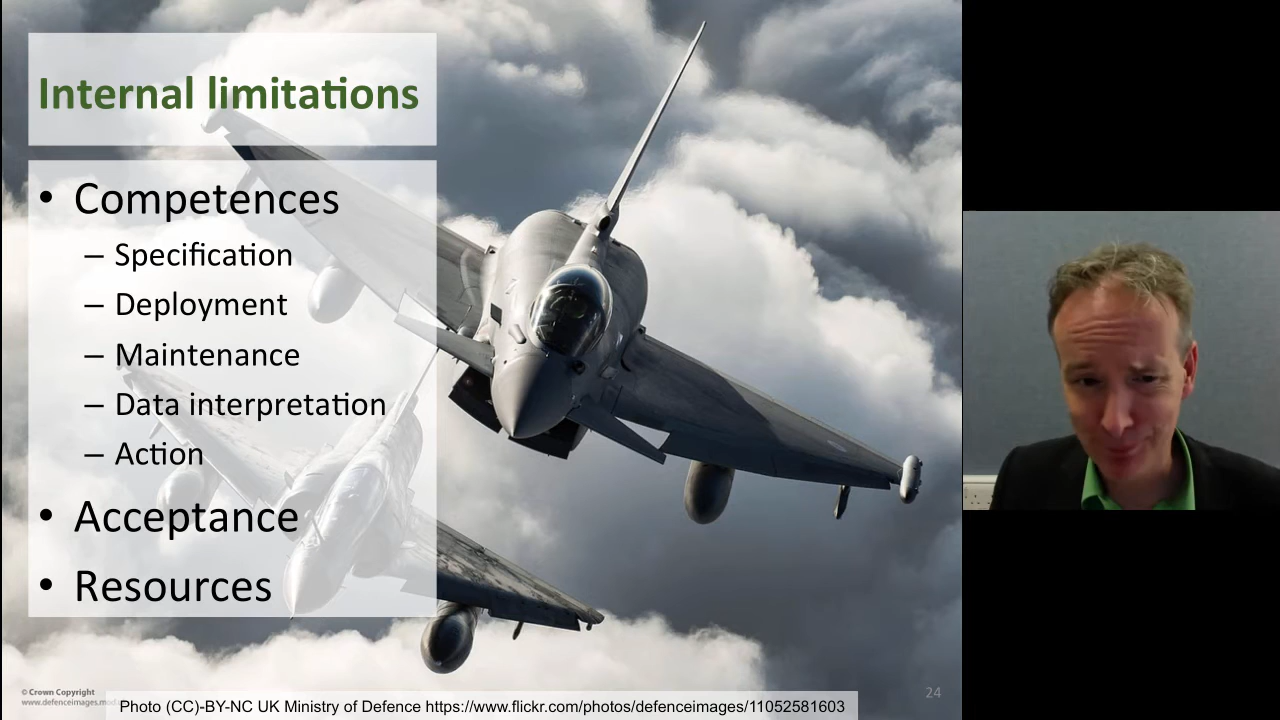 Internal limitations
• Competences
– Specification
– Deployment
– Maintenance
– Data interpretation
– Action
• Acceptance
• Resources
24
© Crown Copyright
Photo (CC)-BY-NC UK Ministry of Defence https://www.flickr.com/photos/defenceimages/11052581603